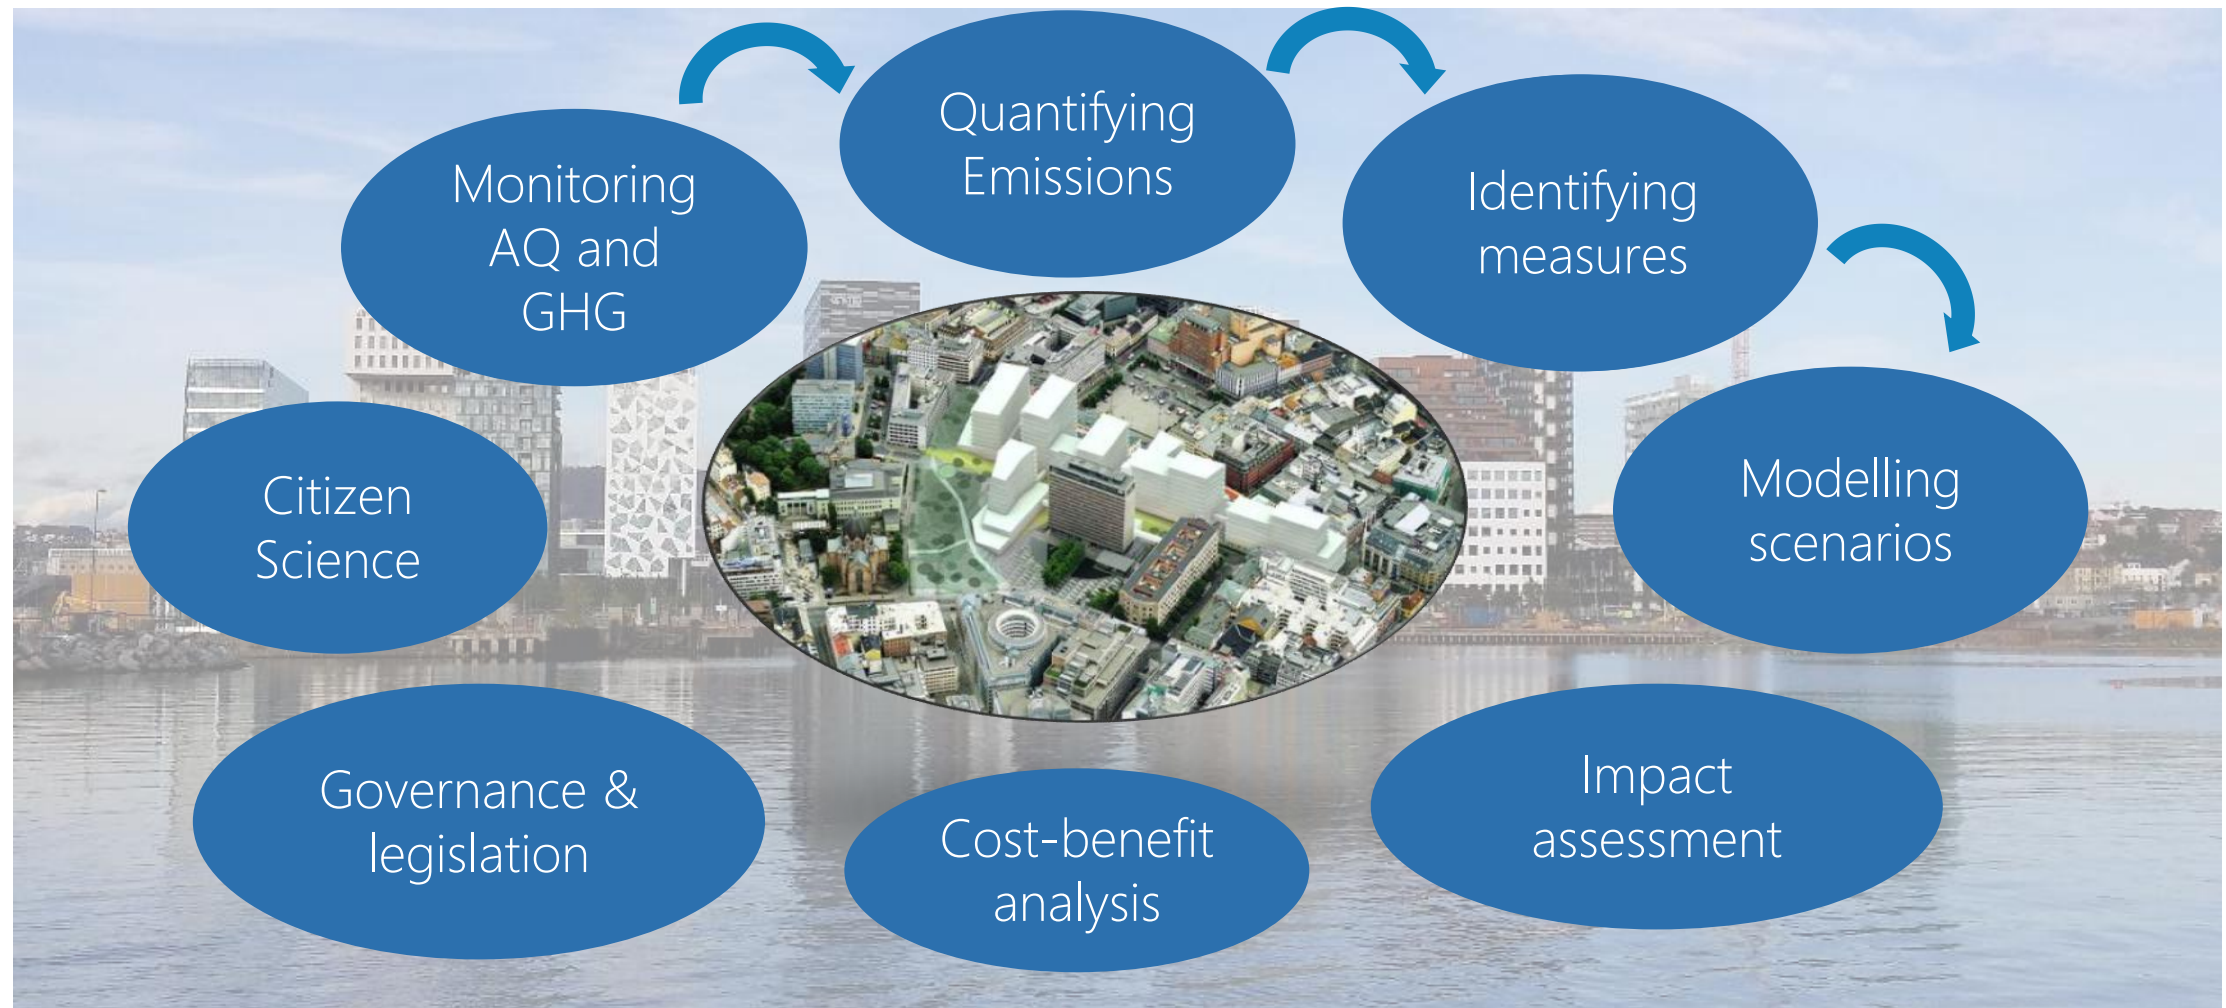 Quantifying
Emissions
Monitoring
AQ and
GHG
Identifying
measures
Citizen
Science
Modelling
scenarios
Governance &
legislation
Cost-benefit
analysis
Impact
assessment